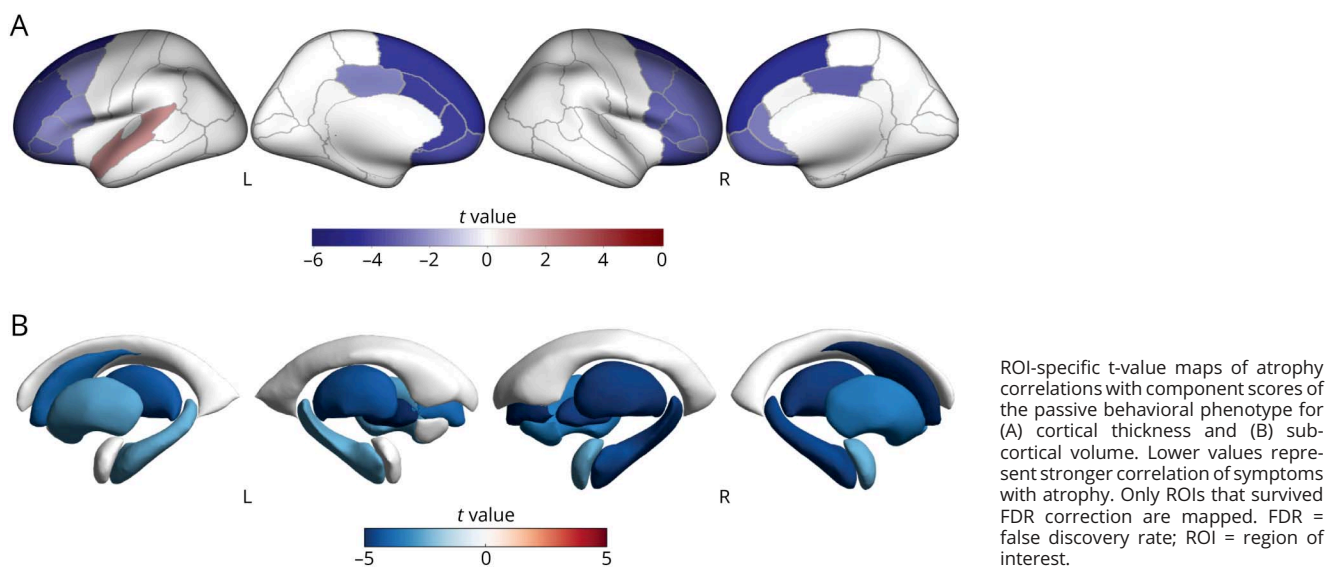 A
L
R
t value
–6 –4 –2 0 2 4 0
B
L
R
t value
–5 0 5
ROI-specific t-value maps of atrophy
correlations with component scores of
the passive behavioral phenotype for
(A) cortical thickness and (B) sub-
cortical volume. Lower values repre-
sent stronger correlation of symptoms
with atrophy. Only ROIs that survived
FDR correction are mapped. FDR =
false discovery rate; ROI = region of
interest.